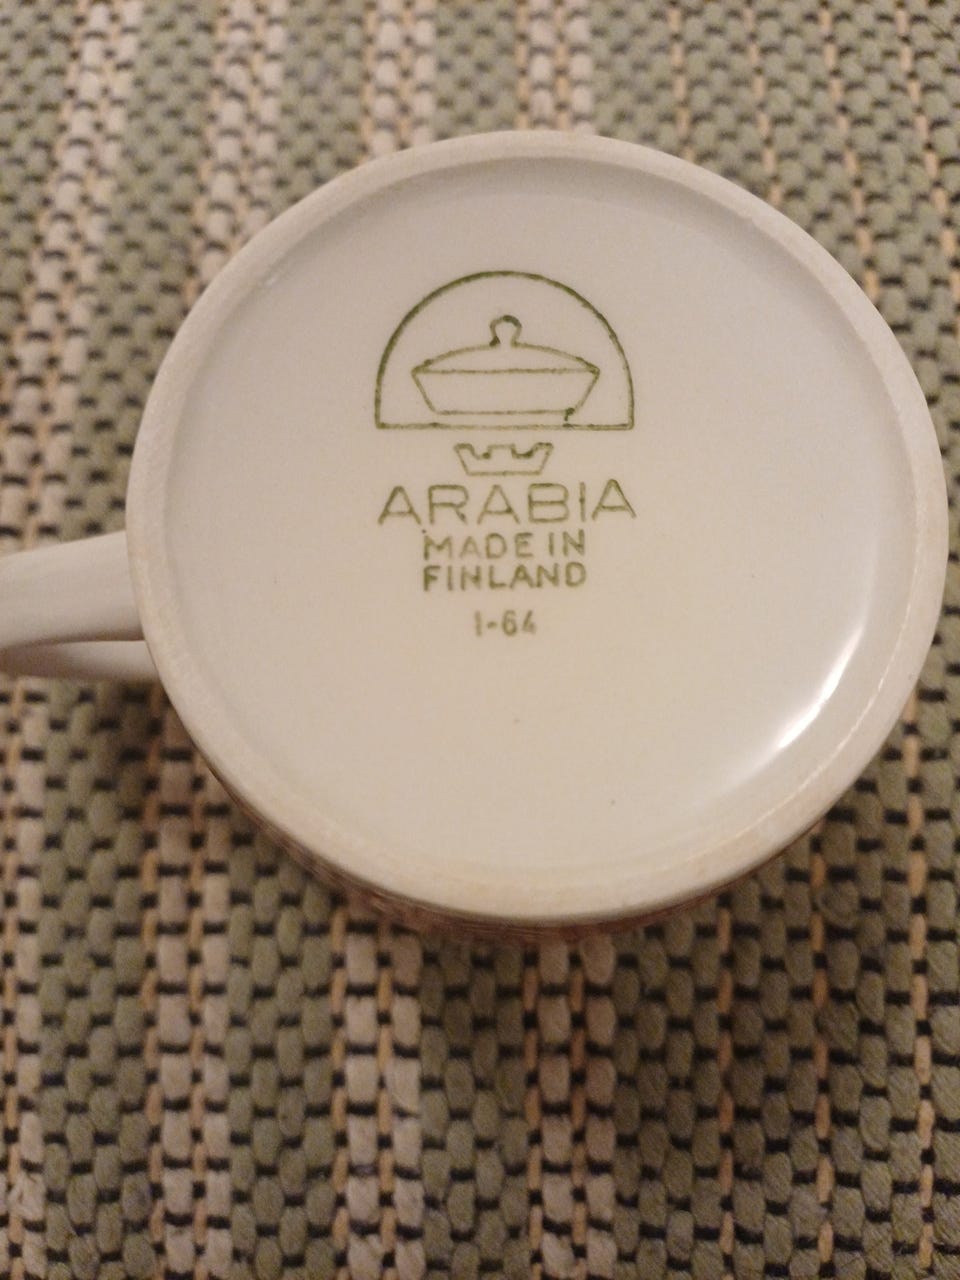 ARABIA
MADE IN
FINLAND
1-64